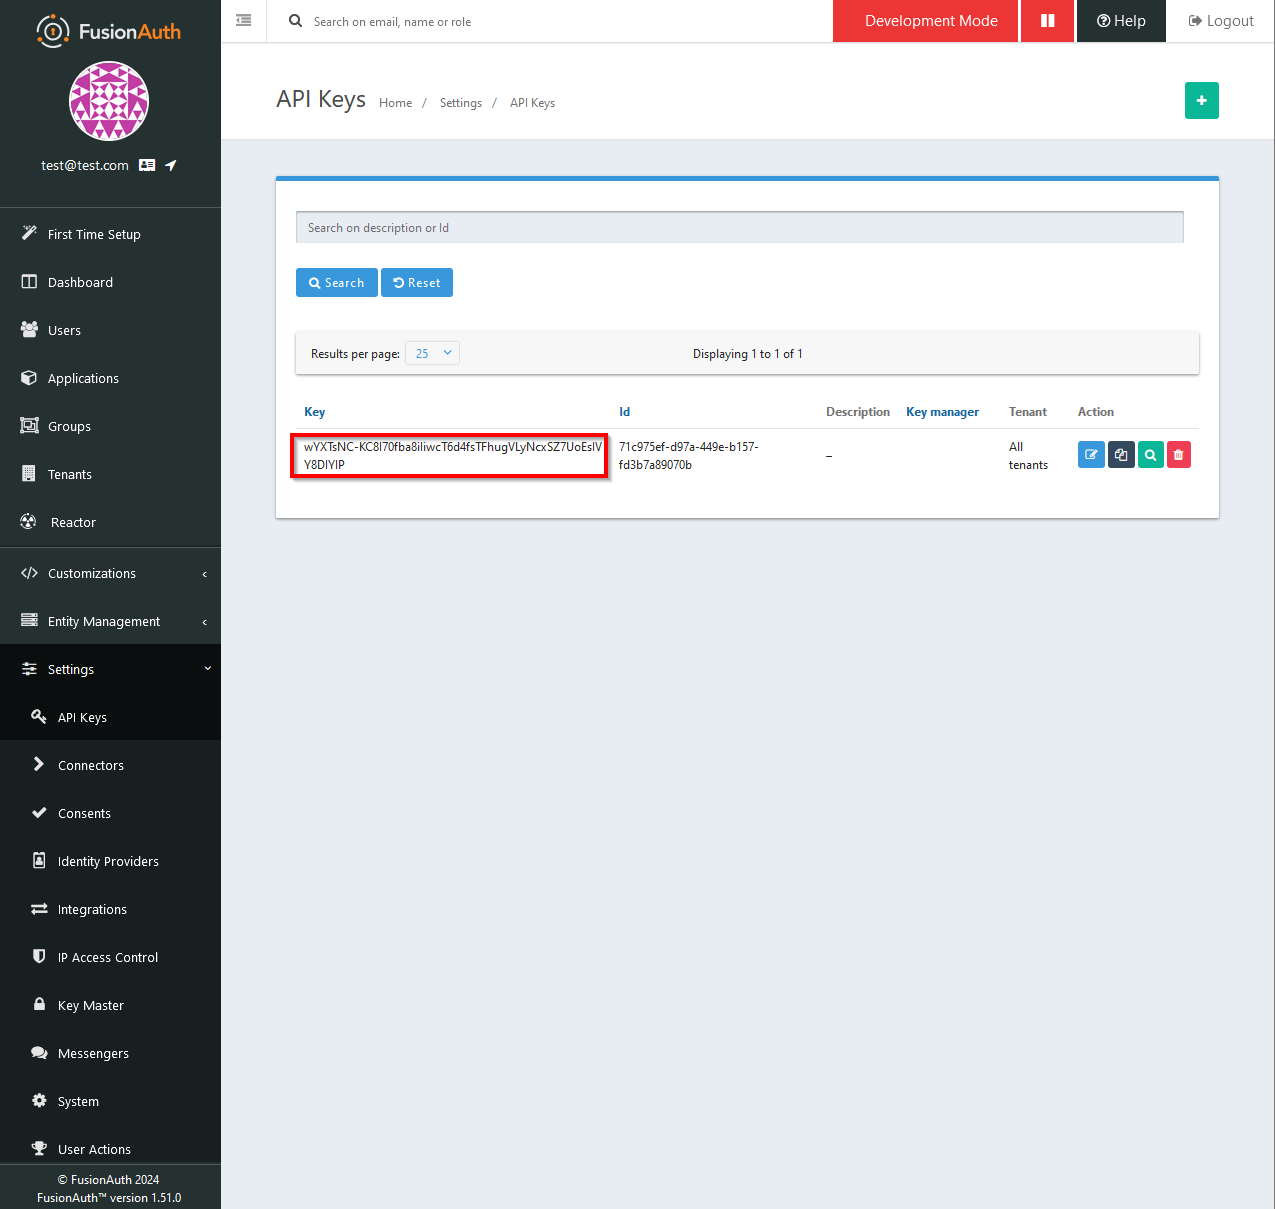 FusionAuth
Search on email, name or role
Development Mode
Help
Logout
test@test.com
API Keys
Home / Settings / API Keys
First Time Setup
Dashboard
Users
Applications
Groups
Tenants
Reactor
Customizations
Entity Management
Settings
API Keys
Connectors
Consents
Identity Providers
Integrations
IP Access Control
Key Master
Messengers
System
User Actions
© FusionAuth 2024
FusionAuth™ version 1.51.0
Search on description or Id
Search Reset
Results per page: 25 Displaying 1 to 1 of 1
Key Id Description Key manager Tenant Action
71c975ef-d97a-449e-b157- All
fd3b7a89070b – tenants